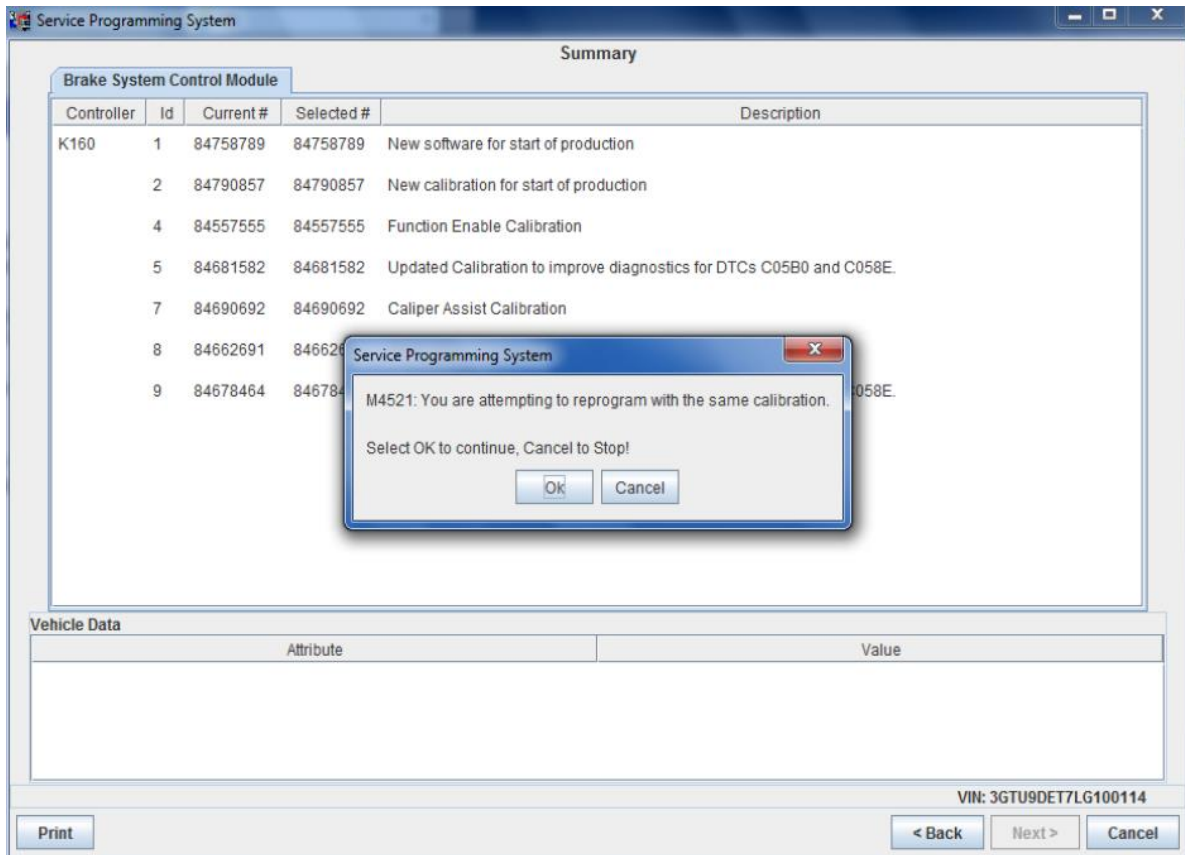 Service Programming System
Summary
Brake System Control Module
Controller Id Current # Selected # Description
K160 1 84758789 84758789 New software for start of production
2 84790857 84790857 New calibration for start of production
4 84557555 84557555 Function Enable Calibration
5 84681582 84681582 Updated Calibration to improve diagnostics for DTCs C05B0 and C058E.
7 84690692 84690692 Caliper Assist Calibration
8 84662691
9 84678464
Service Programming System
M4521: You are attempting to reprogram with the same calibration.
Select OK to continue, Cancel to Stop!
Ok Cancel
Vehicle Data
Attribute Value
VIN: 3GTU9DET7LG100114
Print < Back Next > Cancel